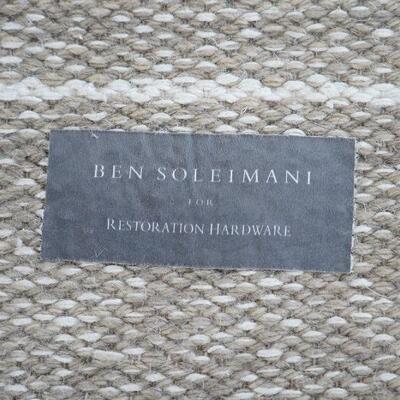 BEN SOLEIMANI
FOR
RESTORATION HARDWARE